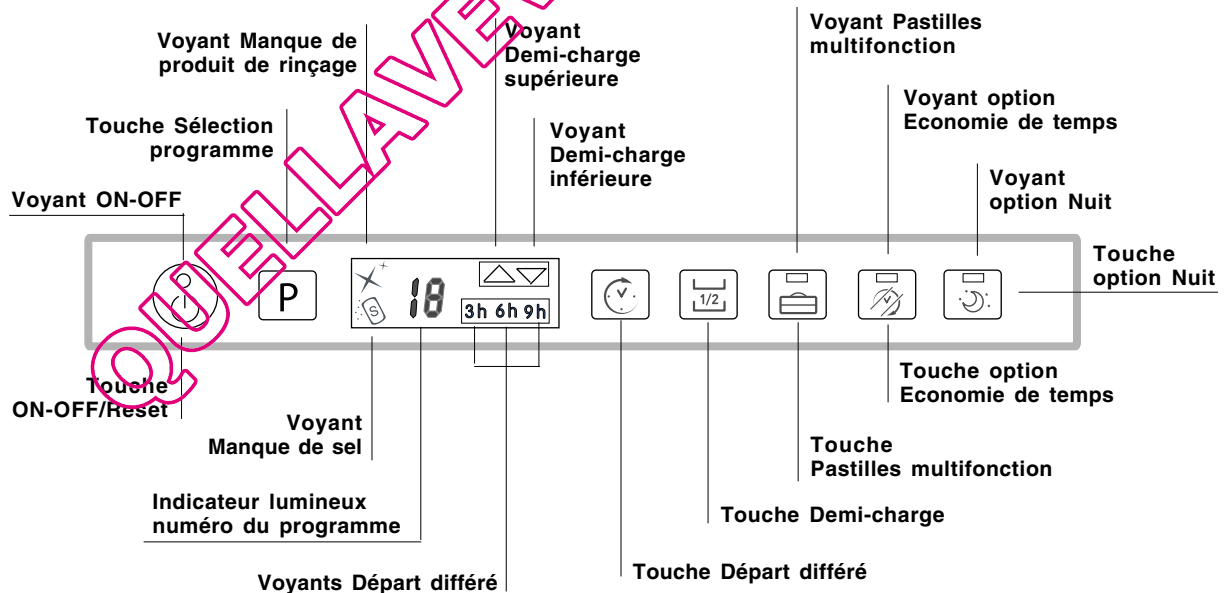 Voyant Pastilles
multifonction
Voyant Manque de
produit de rinçage
Voyant
Demi-charge
supérieure
Voyant option
Economie de temps
Touche Sélection
programme
Voyant
Demi-charge
inférieure
Voyant
option Nuit
Voyant ON-OFF
Touche
option Nuit
P
S
18
3h 6h 9h
1/2
Touche
ON-OFF/Reset
Voyant
Manque de sel
Touche option
Economie de temps
Touche
Pastilles multifonction
Indicateur lumineux
numéro du programme
Touche Demi-charge
Voyants Départ différé
Touche Départ différé
QUELLAVE